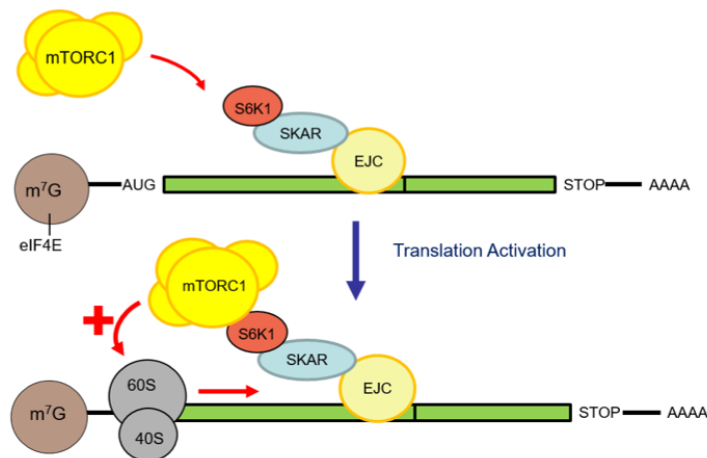 mTORC1
S6K1
SKAR
EJC
m⁷G
AUG
STOP
AAAA
eIF4E
Translation Activation
mTORC1
S6K1
SKAR
60S
EJC
m⁷G
STOP
AAAA
40S